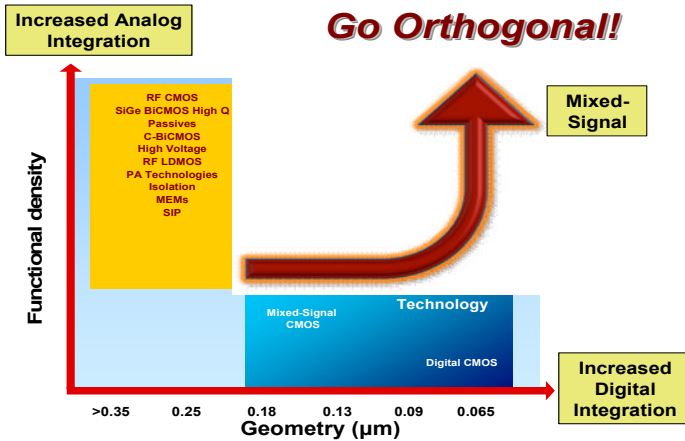 Increased Analog
Integration
Go Orthogonal!
RF CMOS
SiGe BiCMOS High Q
Passives
C-BiCMOS
High Voltage
RF LDMOS
PA Technologies
Isolation
MEMs
SIP
Mixed-
Signal
Functional density
Technology
Mixed-Signal
CMOS
Digital CMOS
Increased
Digital
Integration
>0.35 0.25 0.18 0.13 0.09 0.065
Geometry (µm)